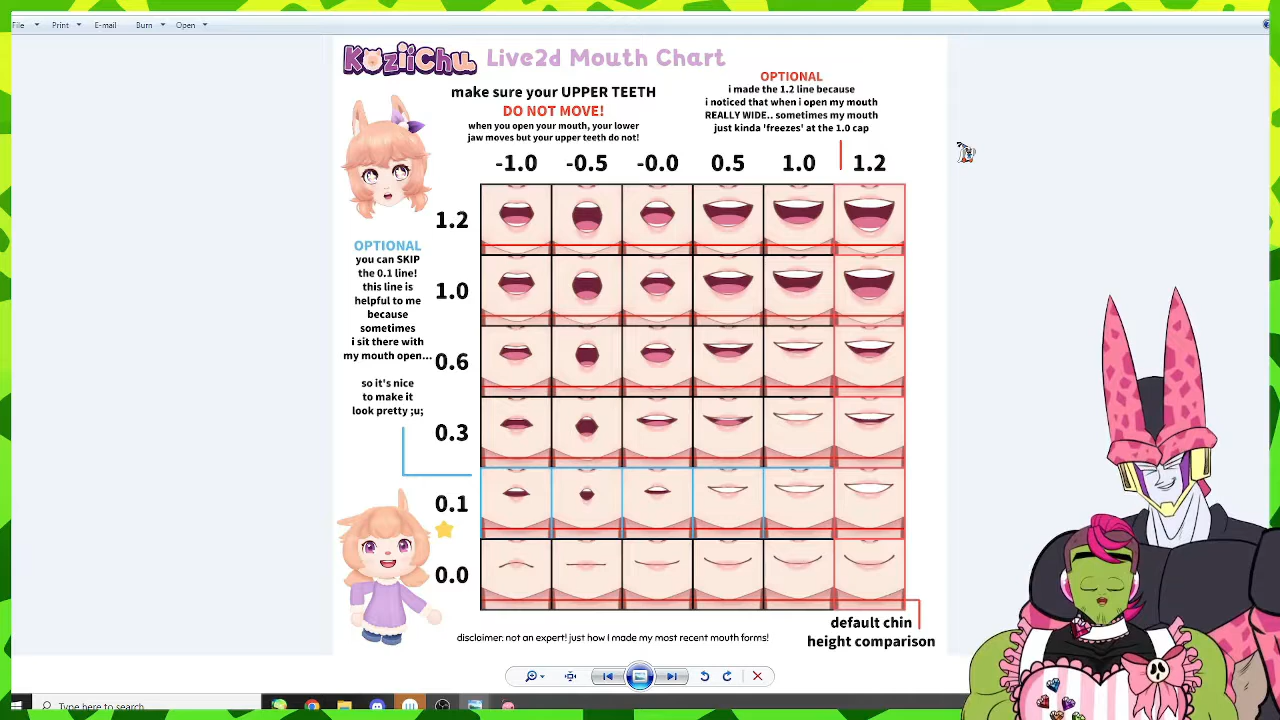 File
Print
E-mail
Burn
Open
KoziiChu
Live2d Mouth Chart
make sure your UPPER TEETH
DO NOT MOVE!
when you open your mouth, your lower
jaw moves but your upper teeth do not!
OPTIONAL
i made the 1.2 line because
i noticed that when i open my mouth
REALLY WIDE.. sometimes my mouth
just kinda 'freezes' at the 1.0 cap
-1.0
-0.5
-0.0
0.5
1.0
1.2
1.2
1.0
0.6
0.3
0.1
0.0
OPTIONAL
you can SKIP
the 0.1 line!
this line is
helpful to me
because
sometimes
i sit there with
my mouth open...
so it's nice
to make it
look pretty ;u;
default chin
height comparison
disclaimer: not an expert! just how I made my most recent mouth forms!
Type here to search